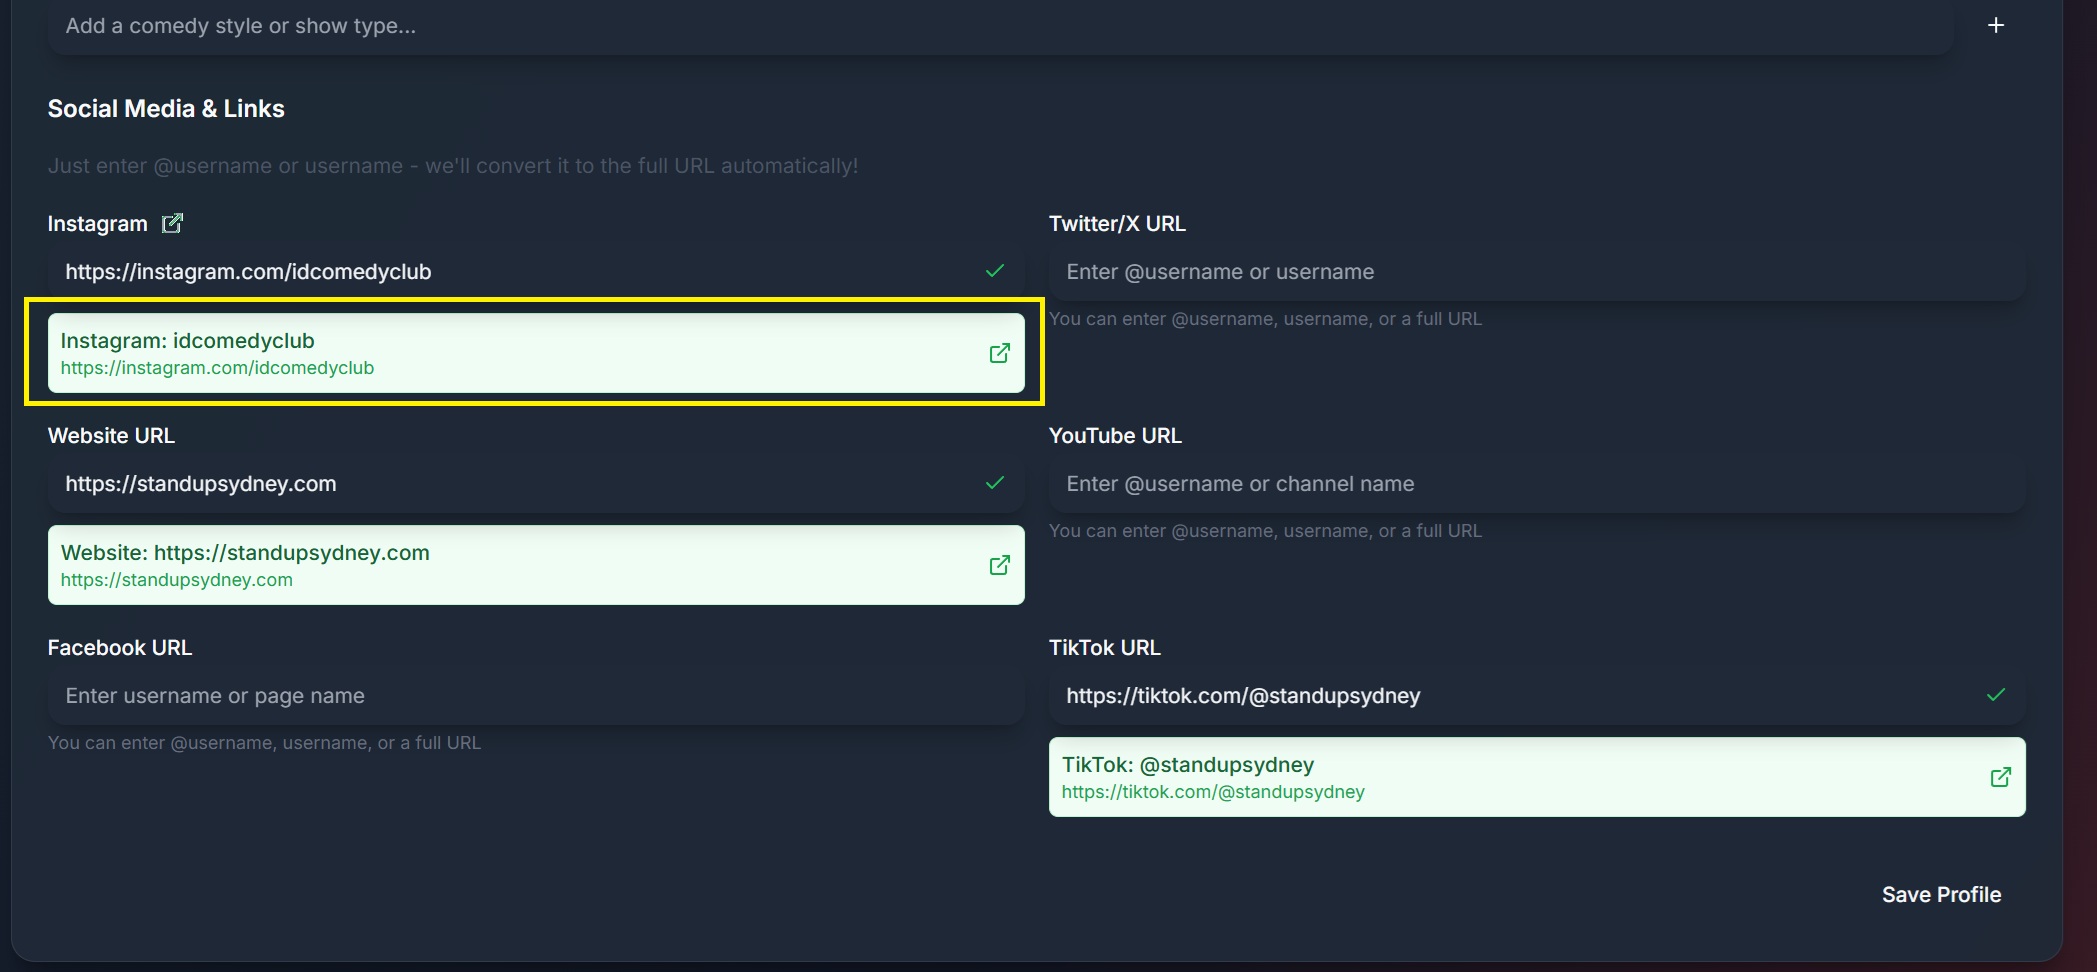 Add a comedy style or show type...
Social Media & Links
Just enter @username or username - we'll convert it to the full URL automatically!
Instagram
https://instagram.com/idcomedyclub
Instagram: idcomedyclub
https://instagram.com/idcomedyclub
Twitter/X URL
Enter @username or username
You can enter @username, username, or a full URL
Website URL
https://standupsydney.com
Website: https://standupsydney.com
https://standupsydney.com
YouTube URL
Enter @username or channel name
You can enter @username, username, or a full URL
Facebook URL
Enter username or page name
You can enter @username, username, or a full URL
TikTok URL
https://tiktok.com/@standupsydney
TikTok: @standupsydney
https://tiktok.com/@standupsydney
Save Profile